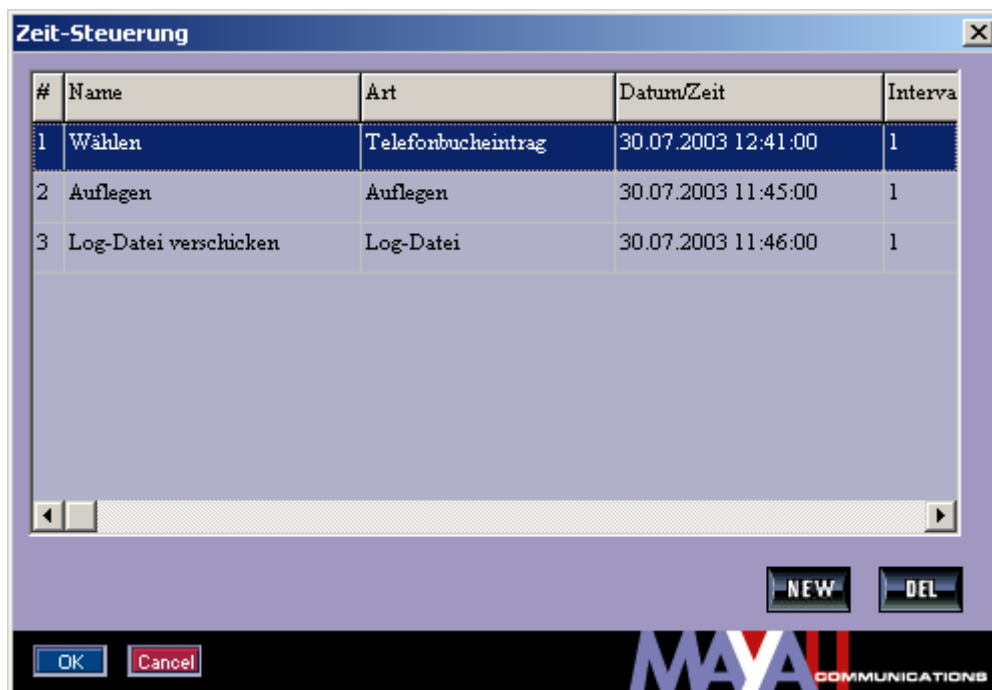 Zeit-Steuerung
# Name Art Datum/Zeit Interva
1 Wählen Telefonbucheintrag 30.07.2003 12:41:00 1
2 Auflegen Auflegen 30.07.2003 11:45:00 1
3 Log-Datei verschicken Log-Datei 30.07.2003 11:46:00 1
NEW DEL
OK Cancel MAYAH
COMMUNICATIONS